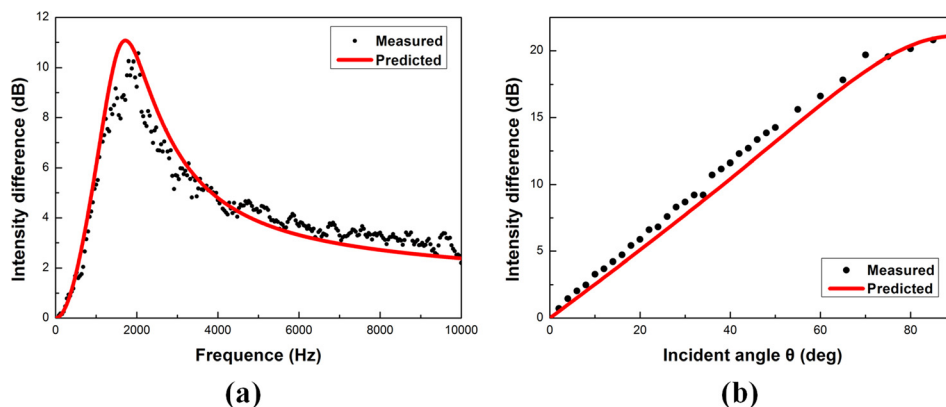 12
10
8
6
4
2
0
Intensity difference (dB)
Measured
Predicted
0 2000 4000 6000 8000 10000
Frequence (Hz)
(a)
20
15
10
5
0
Intensity difference (dB)
Measured
Predicted
0 20 40 60 80
Incident angle θ (deg)
(b)